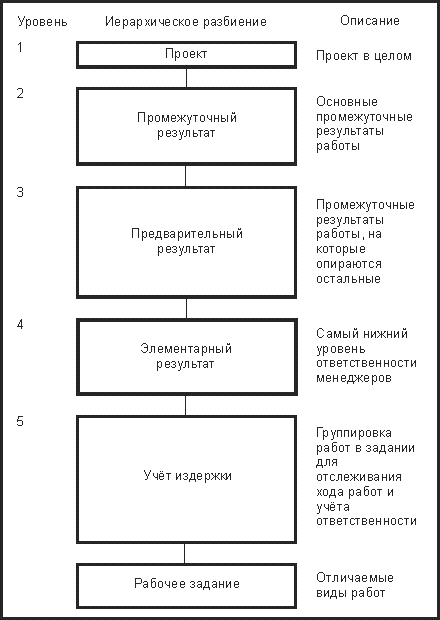 Уровень Иерархическое разбиение Описание
1
Проект
Проект в целом
2
Промежуточный
результат
Основные
промежуточные
результаты
работы
3
Предварительный
результат
Промежуточные
результаты
работы, на
которые
опираются
остальные
4
Элементарный
результат
Самый нижний
уровень
ответственности
менеджеров
5
Учёт издержки
Группировка
работ в задании
для
отслеживания
хода работ и
учёта
ответственности
Рабочее задание
Отличаемые
виды работ